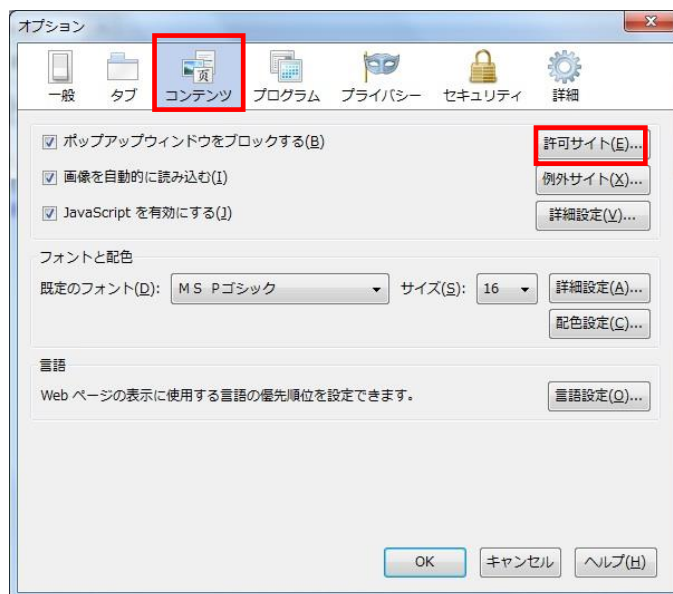 オプション
一般 タブ コンテンツ プログラム プライバシー セキュリティ 詳細
ポップアップウィンドウをブロックする(B) 許可サイト(E)...
画像を自動的に読み込む(I) 例外サイト(X)...
JavaScript を有効にする(J) 詳細設定(V)...
フォントと配色
既定のフォント(D): ＭＳ Ｐゴシック サイズ(S): 16 詳細設定(A)...
配色設定(C)...
言語
Web ページの表示に使用する言語の優先順位を設定できます。 言語設定(O)...
OK キャンセル ヘルプ(H)